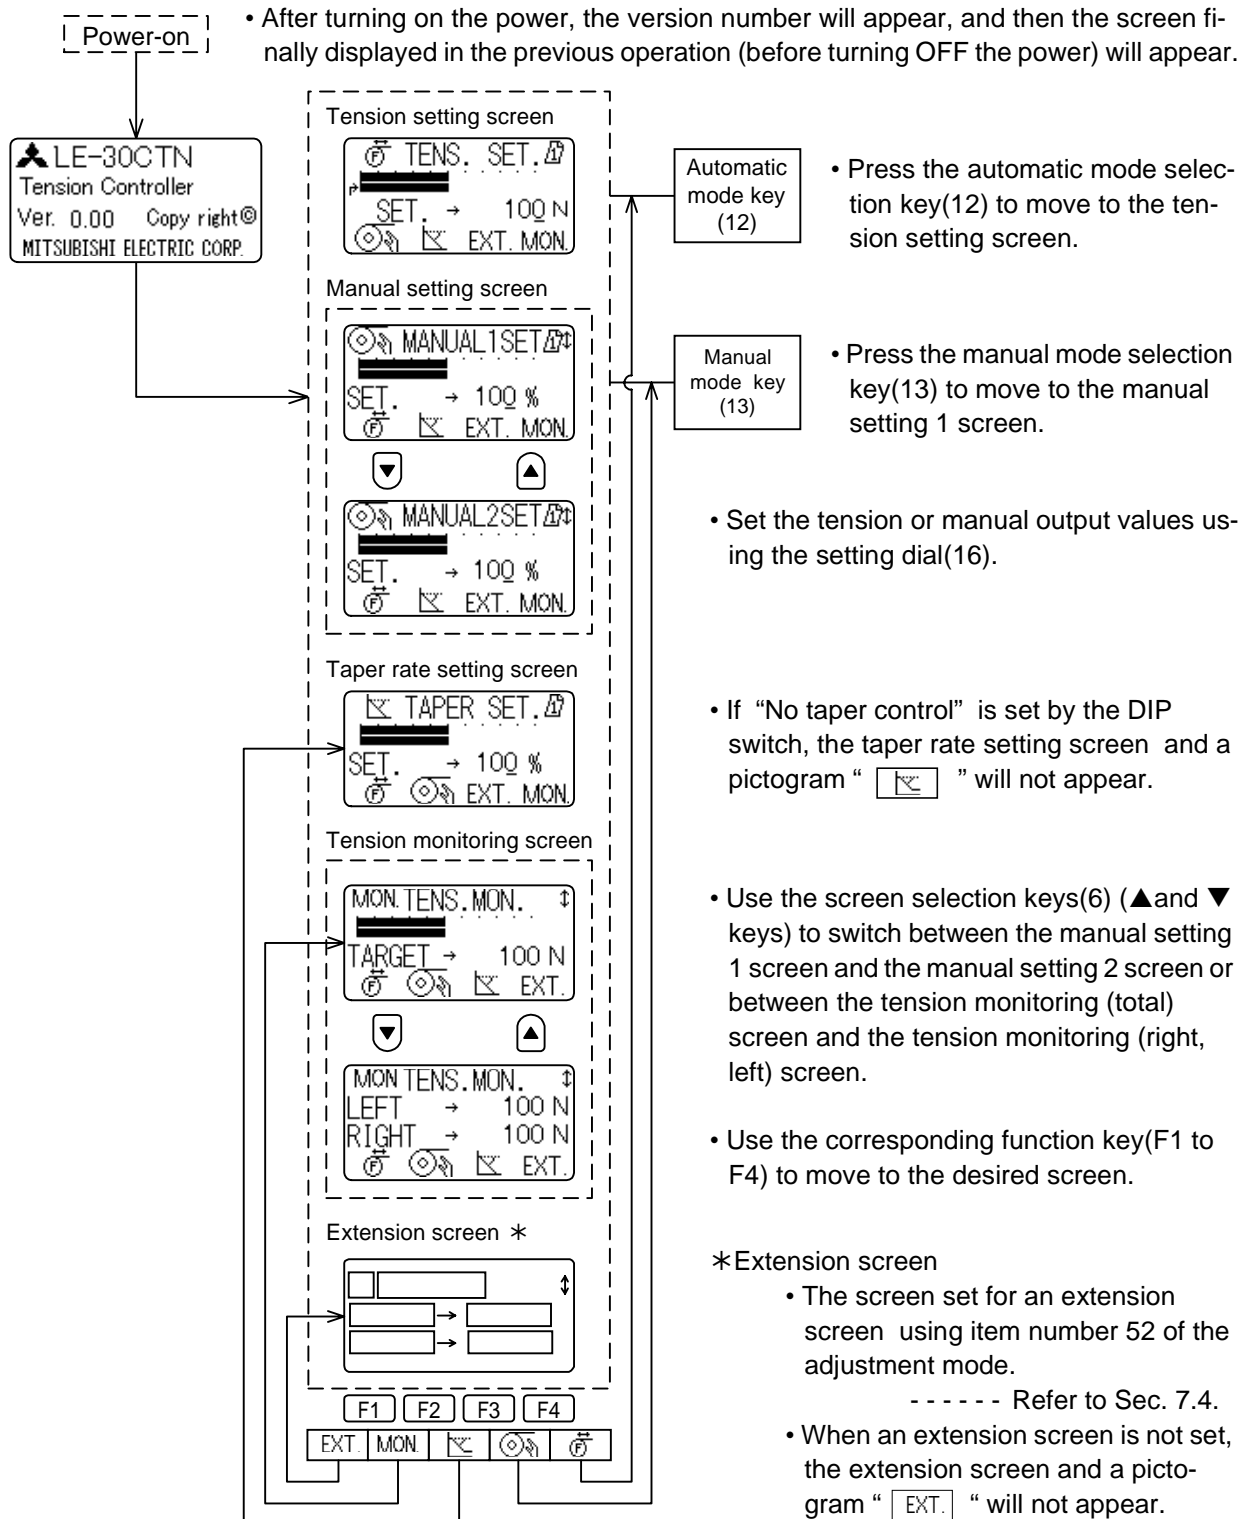 Power-on
• After turning on the power, the version number will appear, and then the screen fi-
nally displayed in the previous operation (before turning OFF the power) will appear.
LE-30CTN
Tension Controller
Ver. 0.00 Copy right©
MITSUBISHI ELECTRIC CORP.
Tension setting screen
F TENS. SET. 1
SET. → 100 N
EXT. MON.
Automatic
mode key
(12)
• Press the automatic mode selec-
tion key(12) to move to the ten-
sion setting screen.
Manual setting screen
MANUAL1SET 1↕
SET. → 100 %
F EXT. MON.
▼ ▲
MANUAL2SET 1↕
SET. → 100 %
F EXT. MON.
Manual
mode key
(13)
• Press the manual mode selection
key(13) to move to the manual
setting 1 screen.
• Set the tension or manual output values us-
ing the setting dial(16).
Taper rate setting screen
TAPER SET. 1
SET. → 100 %
F EXT. MON.
• If “No taper control” is set by the DIP
switch, the taper rate setting screen and a
pictogram “ ” will not appear.
Tension monitoring screen
MON. TENS.MON. ↕
TARGET → 100 N
F EXT.
▼ ▲
MON TENS.MON. ↕
LEFT → 100 N
RIGHT → 100 N
F EXT.
• Use the screen selection keys(6) (▲and ▼
keys) to switch between the manual setting
1 screen and the manual setting 2 screen or
between the tension monitoring (total)
screen and the tension monitoring (right,
left) screen.
• Use the corresponding function key(F1 to
F4) to move to the desired screen.
Extension screen ＊
↕
→
→
F1 F2 F3 F4
EXT. MON. F
＊Extension screen
• The screen set for an extension
screen using item number 52 of the
adjustment mode.
- - - - - - Refer to Sec. 7.4.
• When an extension screen is not set,
the extension screen and a picto-
gram “ EXT. “ will not appear.